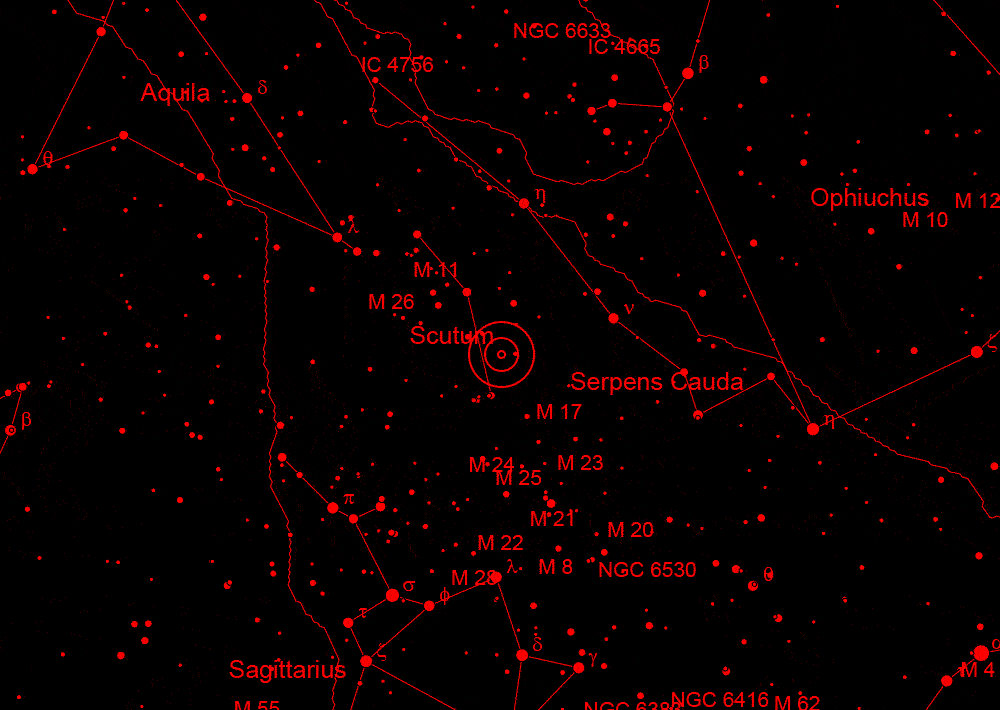 NGC 6633
IC 4665
IC 4756
β
δ
Aquila
θ
η
Ophiuchus
M 12
M 10
λ
M 11
M 26
ν
Scutum
ξ
Serpens Cauda
M 17
β
η
M 24
M 23
M 25
π
M 21
M 20
M 22
λ
M 8
NGC 6530
θ
M 28
σ
φ
τ
δ
α
ζ
γ
Sagittarius
M 4
NGC 6416
M 62
M 55